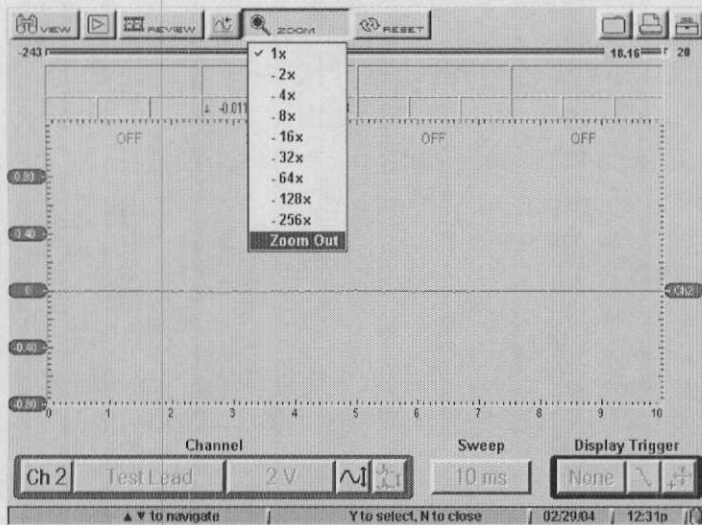 VIEW REVIEW ZOOM RESET
-243 18.16 20
✓ 1x
- 2x
- 4x
- 8x
- 16x
- 32x
- 64x
- 128x
- 256x
Zoom Out
↓ -0.011
OFF OFF OFF
0.80
0.40
0
-0.40
-0.80
Ch2
0 1 2 3 4 5 6 7 8 9 10
Channel Sweep Display Trigger
Ch 2 Test Lead 2 V 10 ms None
▲ ▼ to navigate Y to select, N to close 02/29/04 12:31p